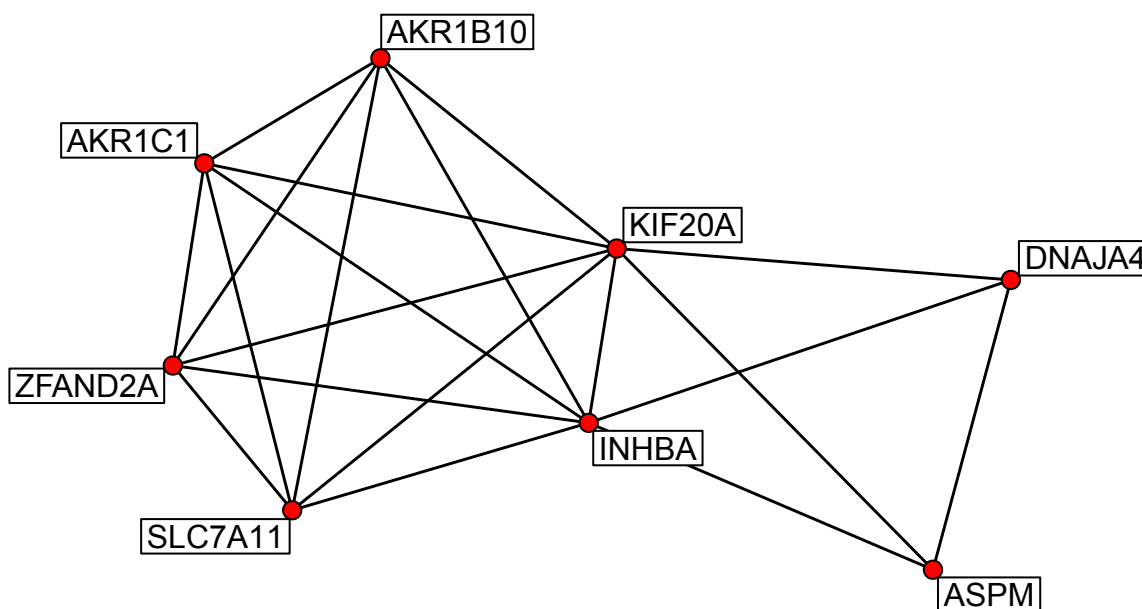 AKR1B10
AKR1C1
KIF20A
DNAJA4
ZFAND2A
INHBA
SLC7A11
ASPM